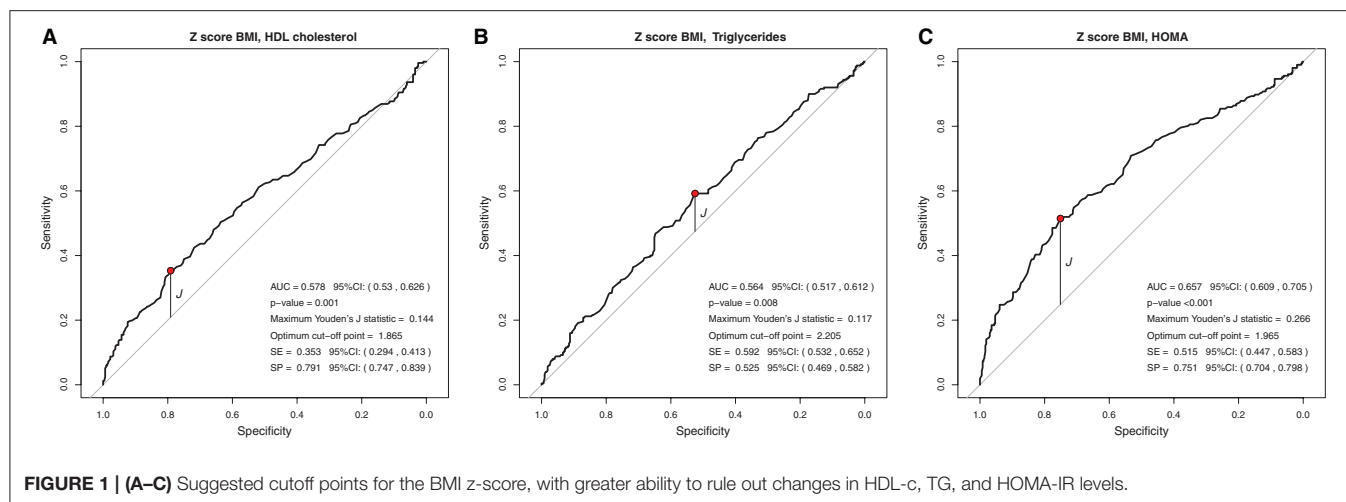 A
Z score BMI, HDL cholesterol
1.0
0.8
0.6
0.4
0.2
0.0
Sensitivity
J
AUC = 0.578 95%CI: ( 0.53 , 0.626 )
p−value = 0.001
Maximum Youden's J statistic = 0.144
Optimum cut−off point = 1.865
SE = 0.353 95%CI: ( 0.294 , 0.413 )
SP = 0.791 95%CI: ( 0.747 , 0.839 )
1.0 0.8 0.6 0.4 0.2 0.0
Specificity
B
Z score BMI, Triglycerides
1.0
0.8
0.6
0.4
0.2
0.0
Sensitivity
J
AUC = 0.564 95%CI: ( 0.517 , 0.612 )
p−value = 0.008
Maximum Youden's J statistic = 0.117
Optimum cut−off point = 2.205
SE = 0.592 95%CI: ( 0.532 , 0.652 )
SP = 0.525 95%CI: ( 0.469 , 0.582 )
1.0 0.8 0.6 0.4 0.2 0.0
Specificity
C
Z score BMI, HOMA
1.0
0.8
0.6
0.4
0.2
0.0
Sensitivity
J
AUC = 0.657 95%CI: ( 0.609 , 0.705 )
p−value <0.001
Maximum Youden's J statistic = 0.266
Optimum cut−off point = 1.965
SE = 0.515 95%CI: ( 0.447 , 0.583 )
SP = 0.751 95%CI: ( 0.704 , 0.798 )
1.0 0.8 0.6 0.4 0.2 0.0
Specificity
FIGURE 1 | (A–C) Suggested cutoff points for the BMI z-score, with greater ability to rule out changes in HDL-c, TG, and HOMA-IR levels.